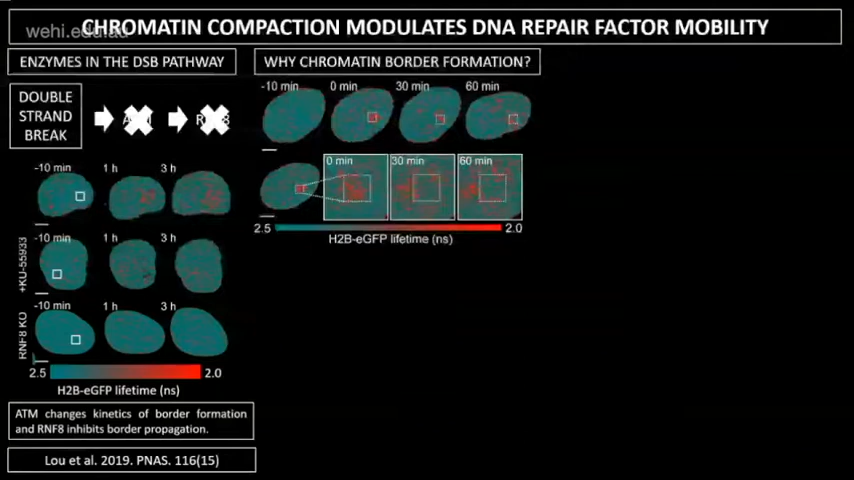 CHROMATIN COMPACTION MODULATES DNA REPAIR FACTOR MOBILITY
wehi.edu.au
ENZYMES IN THE DSB PATHWAY
WHY CHROMATIN BORDER FORMATION?
DOUBLE
STRAND
BREAK
-10 min 1 h 3 h
+KU-55933
-10 min 1 h 3 h
RNF8 KO
-10 min 1 h 3 h
2.5 2.0
H2B-eGFP lifetime (ns)
ATM changes kinetics of border formation
and RNF8 inhibits border propagation.
Lou et al. 2019. PNAS. 116(15)
-10 min 0 min 30 min 60 min
0 min 30 min 60 min
2.5 2.0
H2B-eGFP lifetime (ns)